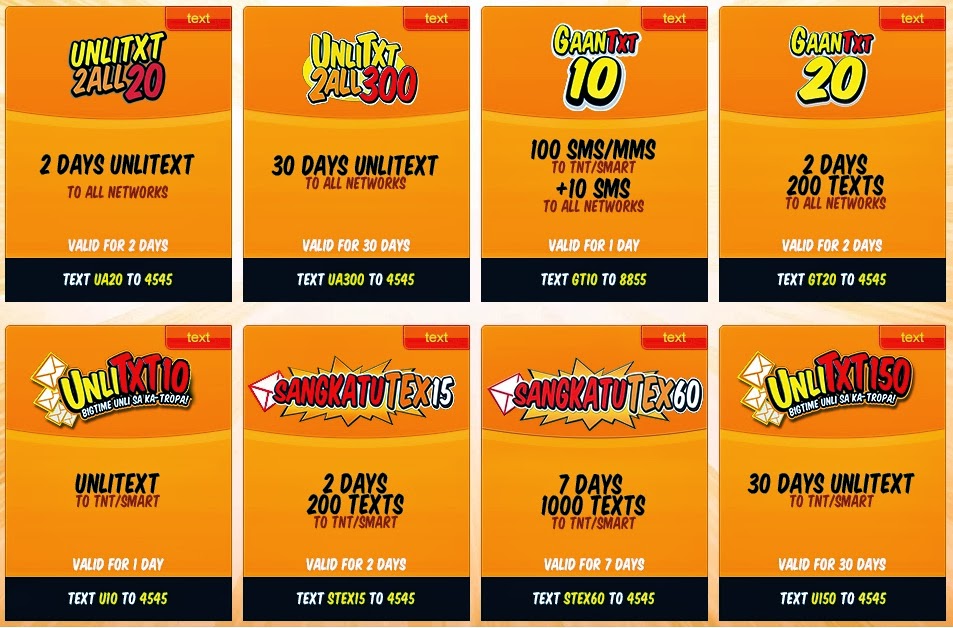 text
UNLITXT
2ALL20
2 DAYS UNLITEXT
TO ALL NETWORKS
VALID FOR 2 DAYS
TEXT UA20 TO 4545
text
UNLITXT
2ALL300
30 DAYS UNLITEXT
TO ALL NETWORKS
VALID FOR 30 DAYS
TEXT UA300 TO 4545
text
GAANTXT
10
100 SMS/MMS
TO TNT/SMART
+10 SMS
TO ALL NETWORKS
VALID FOR 1 DAY
TEXT GT10 TO 8855
text
GAANTXT
20
2 DAYS
200 TEXTS
TO ALL NETWORKS
VALID FOR 2 DAYS
TEXT GT20 TO 4545
text
UNLITXT10
BIGTIME UNLI SA KA-TROPA!
UNLITEXT
TO TNT/SMART
VALID FOR 1 DAY
TEXT U10 TO 4545
text
SANGKATUTEX15
2 DAYS
200 TEXTS
TO TNT/SMART
VALID FOR 2 DAYS
TEXT STEX15 TO 4545
text
SANGKATUTEX60
7 DAYS
1000 TEXTS
TO TNT/SMART
VALID FOR 7 DAYS
TEXT STEX60 TO 4545
text
UNLITXT150
BIGTIME UNLI SA KA-TROPA!
30 DAYS UNLITEXT
TO TNT/SMART
VALID FOR 30 DAYS
TEXT U150 TO 4545